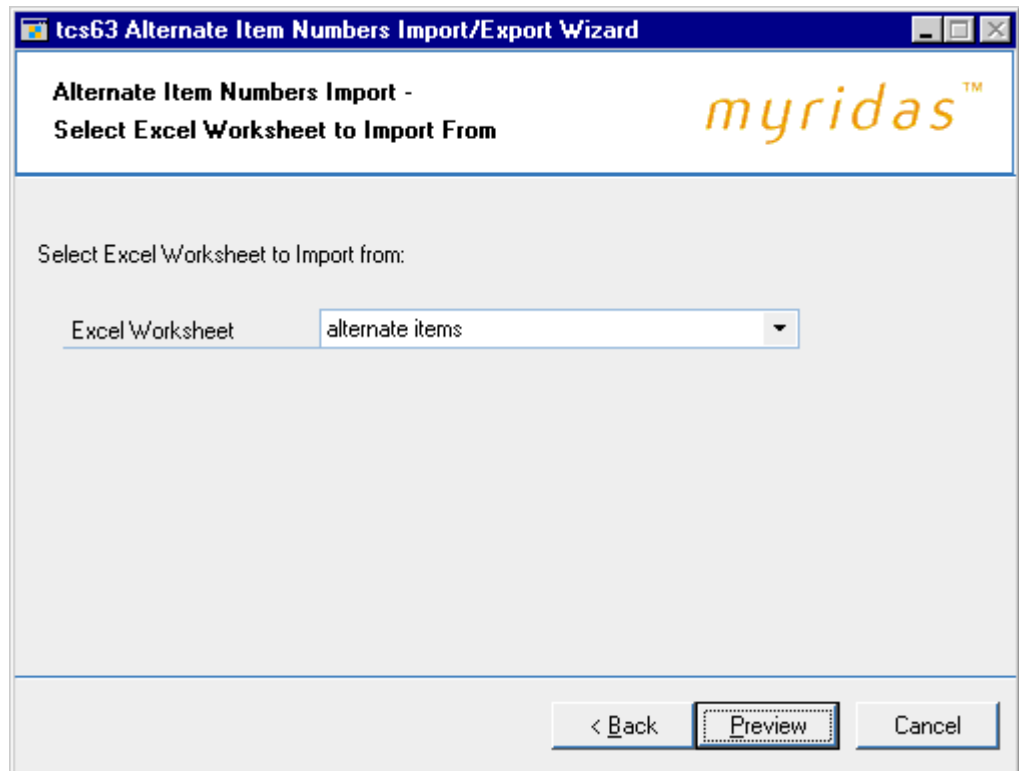 tcs63 Alternate Item Numbers Import/Export Wizard
Alternate Item Numbers Import -
Select Excel Worksheet to Import From
myridas™
Select Excel Worksheet to Import from:
Excel Worksheet alternate items
< Back Preview Cancel